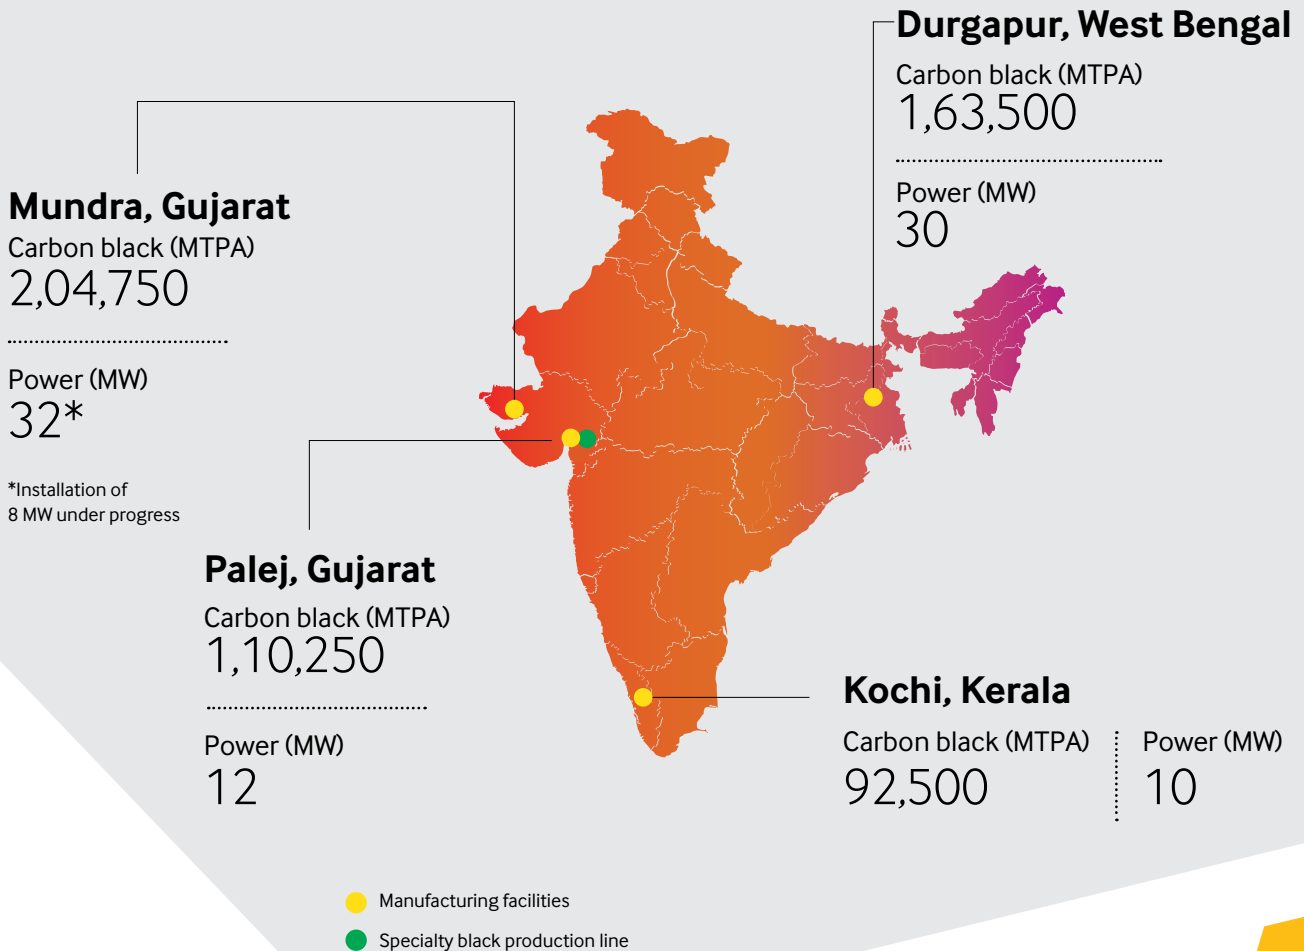 Durgapur, West Bengal
Carbon black (MTPA)
1,63,500
Power (MW)
30
Mundra, Gujarat
Carbon black (MTPA)
2,04,750
Power (MW)
32*
*Installation of
8 MW under progress
Palej, Gujarat
Carbon black (MTPA)
1,10,250
Power (MW)
12
Kochi, Kerala
Carbon black (MTPA)
92,500
Power (MW)
10
Manufacturing facilities
Specialty black production line